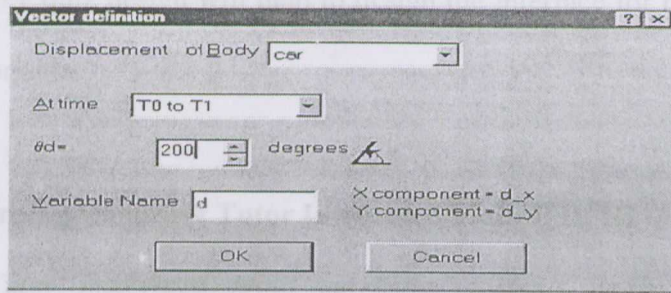 Vector definition ? ×
Displacement of Body car
At time T0 to T1
θd= 200 degrees
Variable Name d X component = d_x
Y component = d_y
OK Cancel